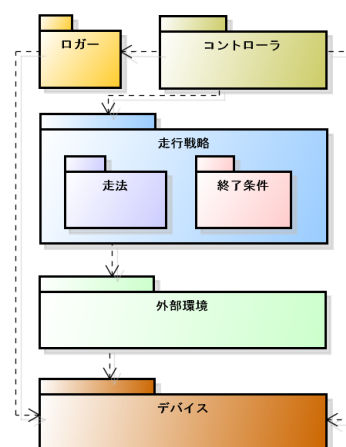 ロガー
コントローラ
走行戦略
走法
終了条件
外部環境
デバイス